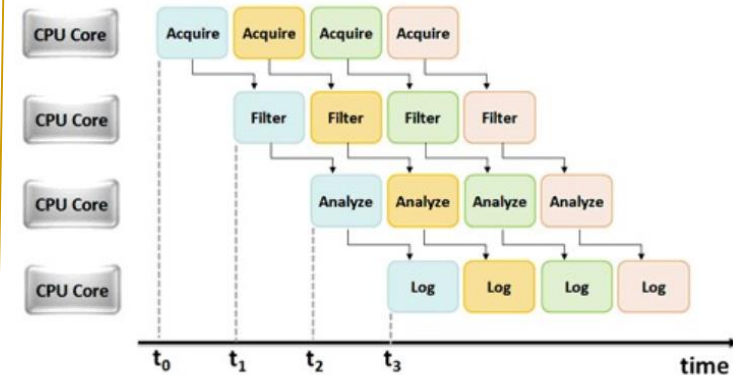 CPU Core Acquire Acquire Acquire Acquire
CPU Core Filter Filter Filter Filter
CPU Core Analyze Analyze Analyze Analyze
CPU Core Log Log Log Log
t0 t1 t2 t3 time